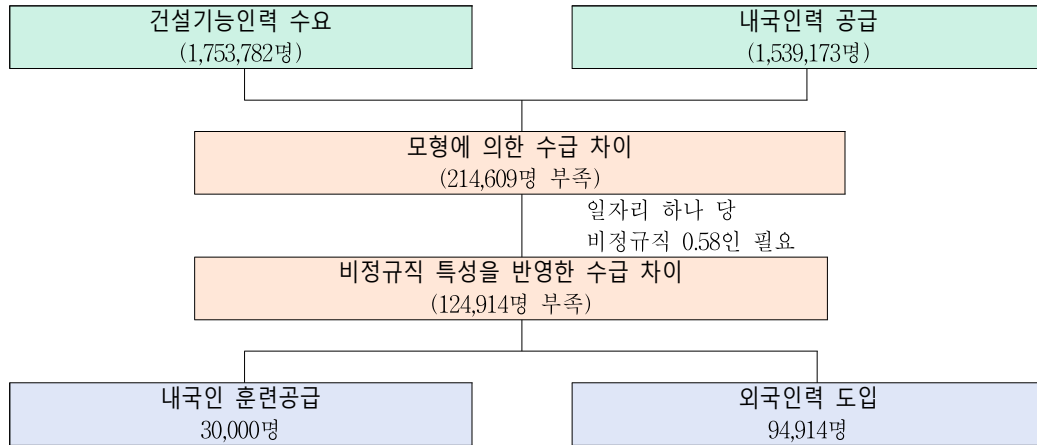 건설기능인력 수요
(1,753,782명)
내국인력 공급
(1,539,173명)
모형에 의한 수급 차이
(214,609명 부족)
일자리 하나 당
비정규직 0.58인 필요
비정규직 특성을 반영한 수급 차이
(124,914명 부족)
내국인 훈련공급
30,000명
외국인력 도입
94,914명